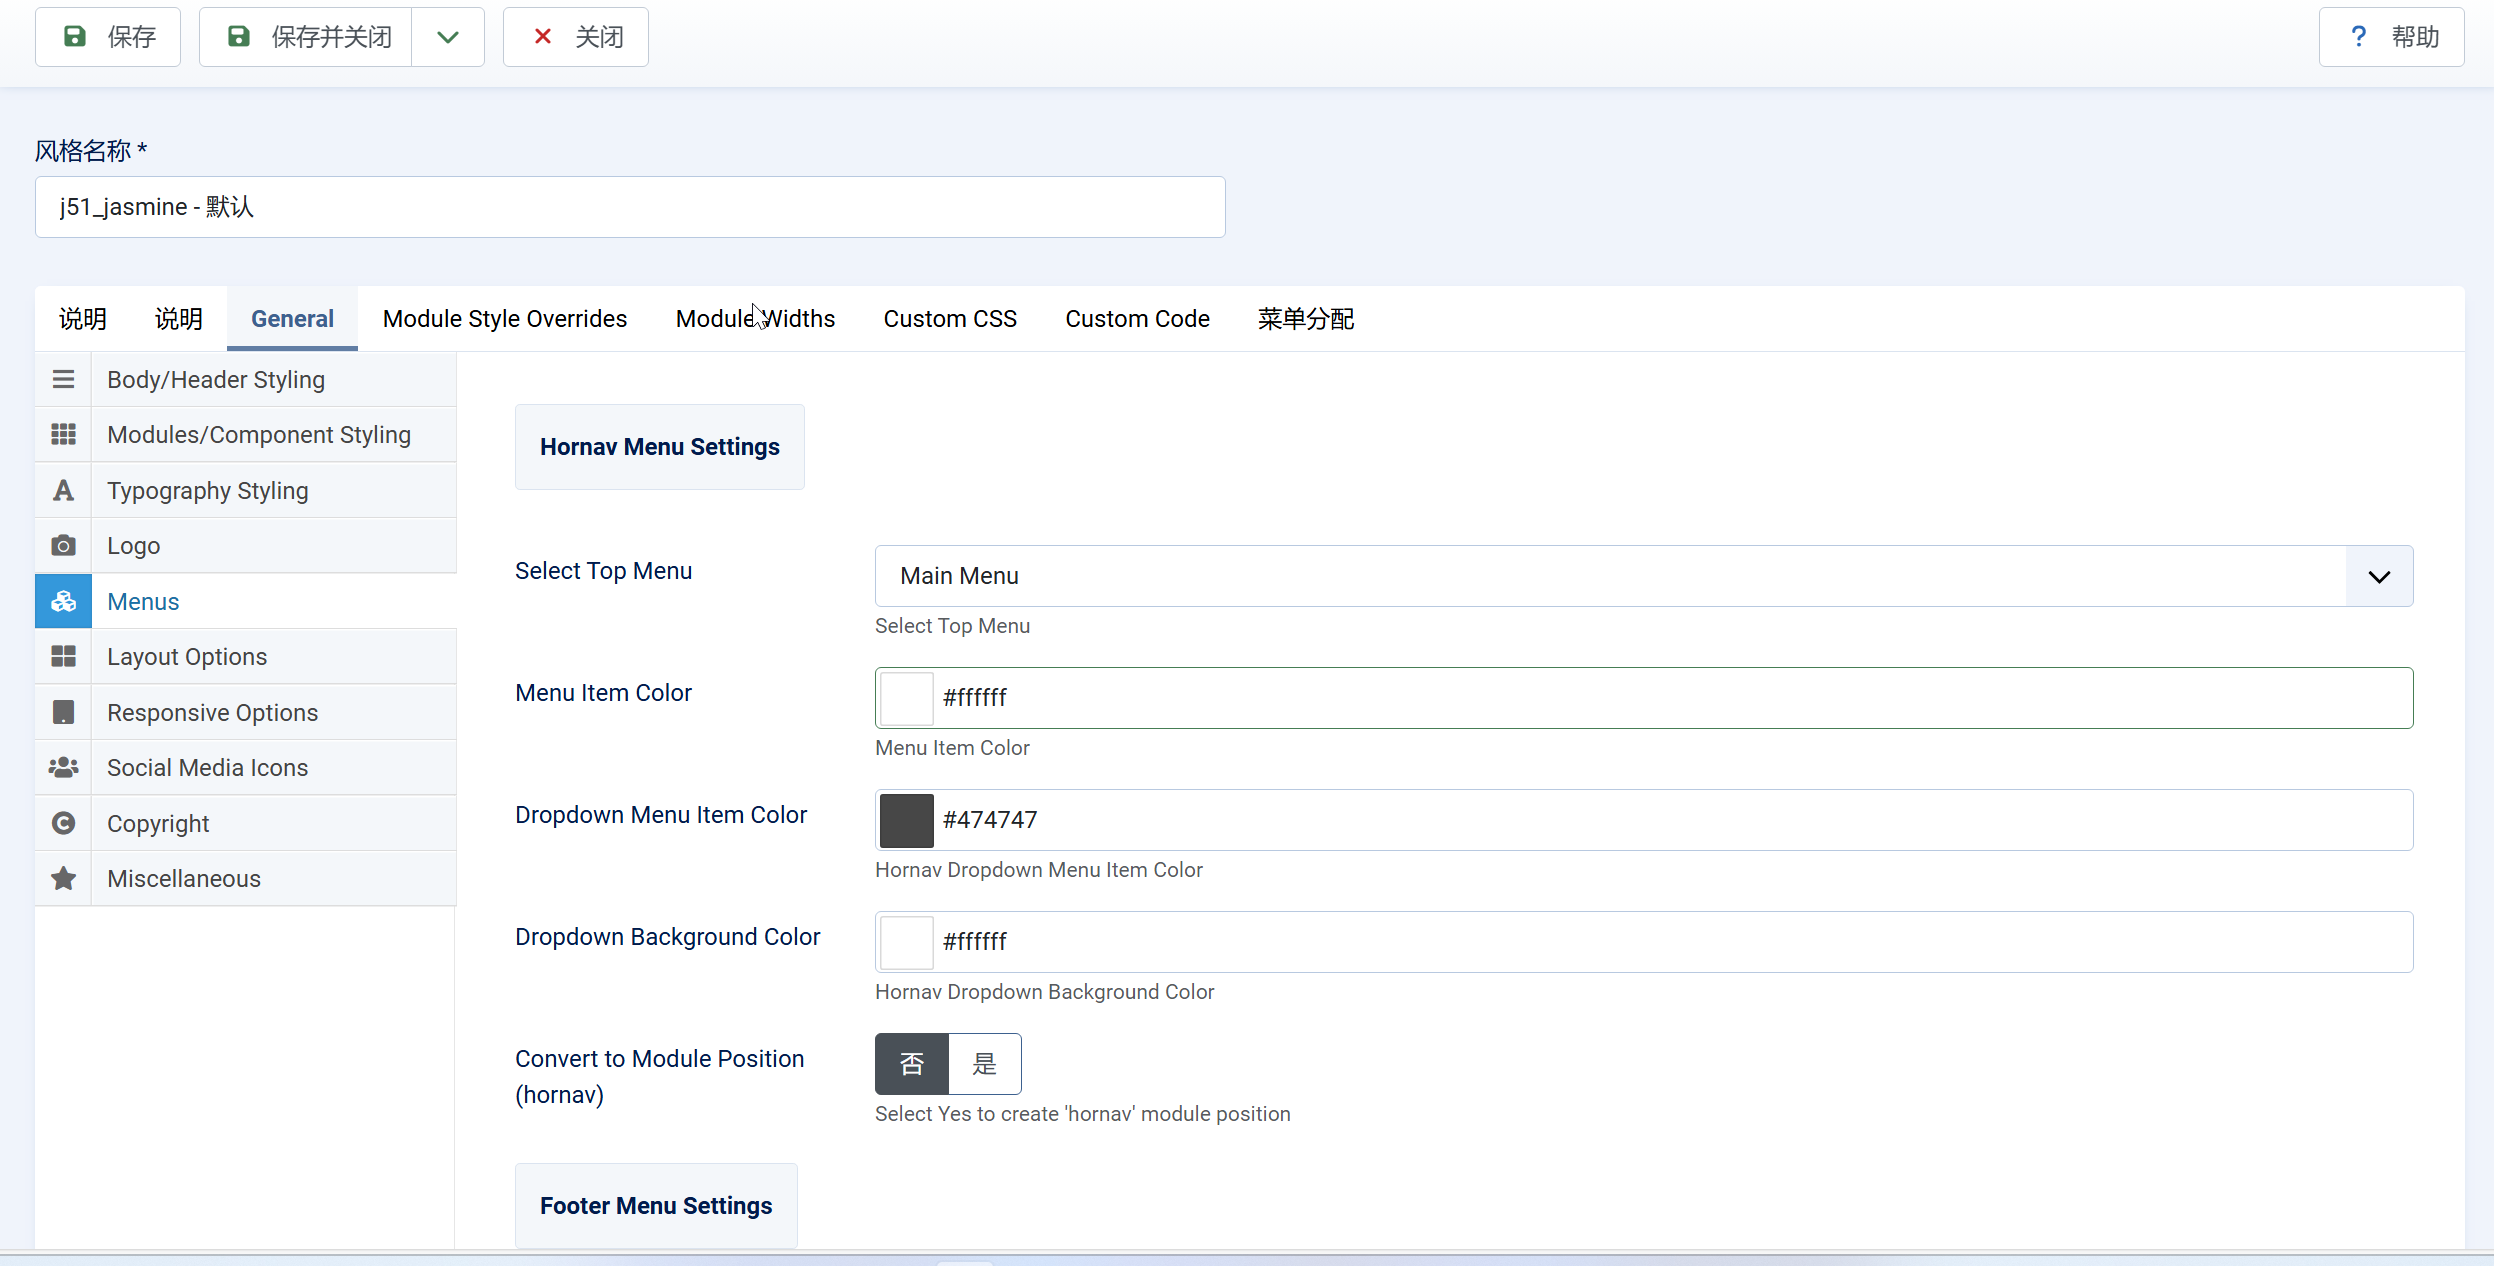 保存
保存并关闭
关闭
? 帮助
风格名称 *
j51_jasmine - 默认
说明 说明 General Module Style Overrides Module Widths Custom CSS Custom Code 菜单分配
Body/Header Styling
Modules/Component Styling
Typography Styling
Logo
Menus
Layout Options
Responsive Options
Social Media Icons
Copyright
Miscellaneous
Hornav Menu Settings
Select Top Menu
Main Menu
Select Top Menu
Menu Item Color
#ffffff
Menu Item Color
Dropdown Menu Item Color
#474747
Hornav Dropdown Menu Item Color
Dropdown Background Color
#ffffff
Hornav Dropdown Background Color
Convert to Module Position
(hornav)
否 是
Select Yes to create 'hornav' module position
Footer Menu Settings